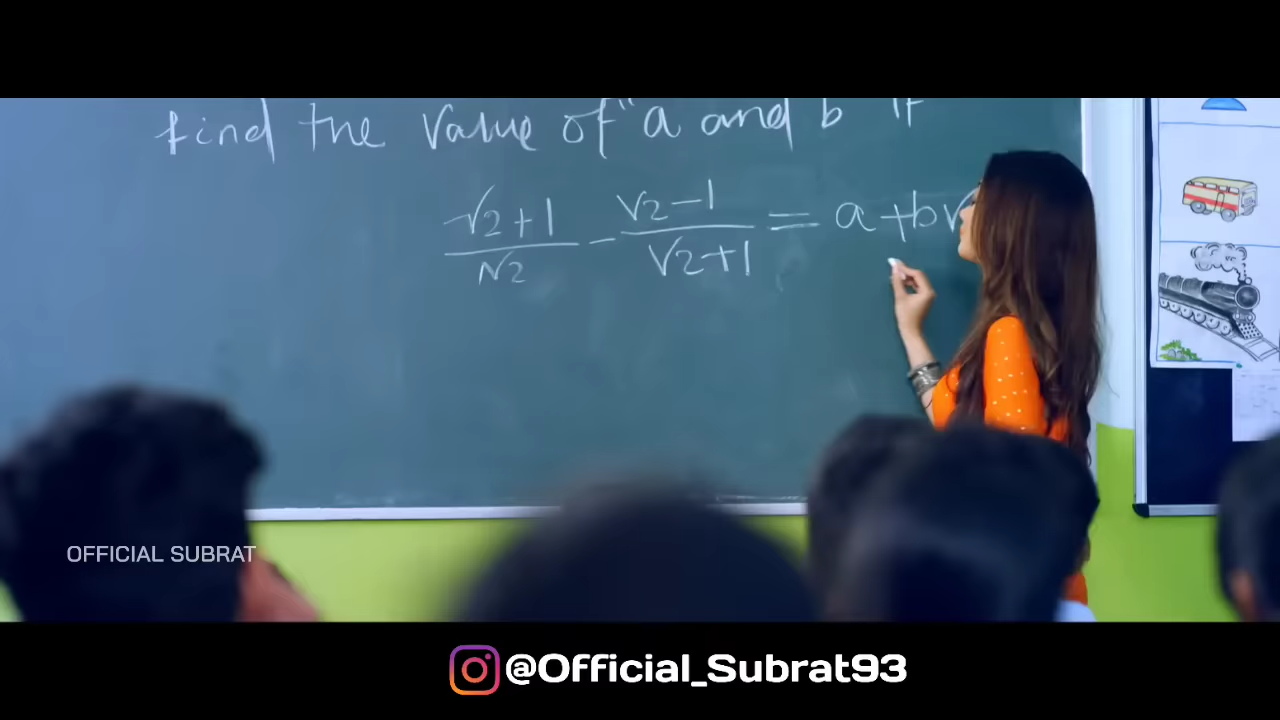 find the value of "a and b if
√2+1 / √2 - √2-1 / √2+1 = a+b√
OFFICIAL SUBRAT
@Official_Subrat93